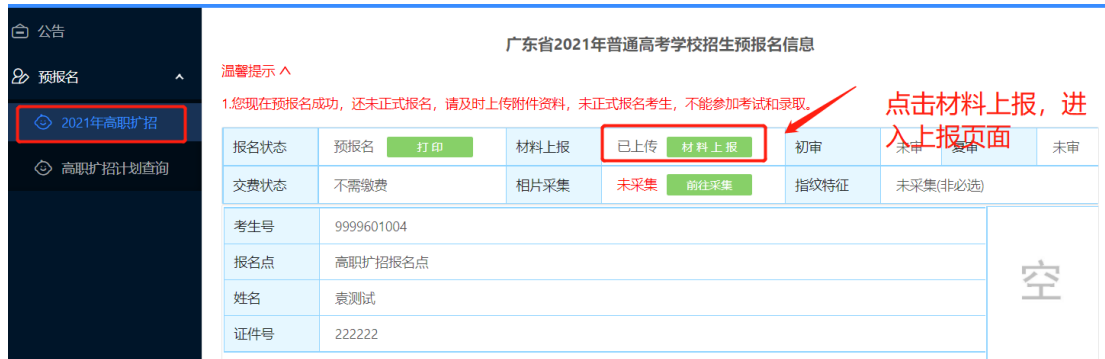 公告
预报名
2021年高职扩招
高职扩招计划查询
广东省2021年普通高考学校招生预报名信息
温馨提示
1.您现在预报名成功，还未正式报名，请及时上传附件资料，未正式报名考生，不能参加考试和录取。
点击材料上报，进
入上报页面
报名状态 预报名 打印 材料上报 已上传 材料上报 初审 未审 复审 未审
交费状态 不需缴费 相片采集 未采集 前往采集 指纹特征 未采集(非必选)
考生号 9999601004
报名点 高职扩招报名点
姓名 袁测试
证件号 222222
空